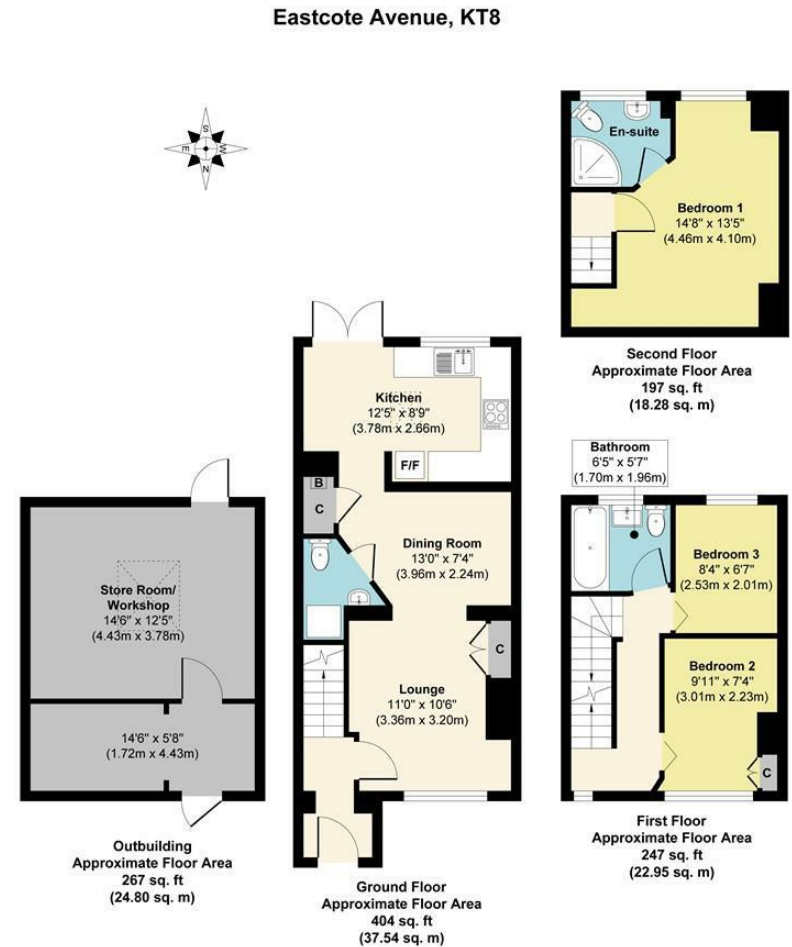 Eastcote Avenue, KT8
S
E
W
N
En-suite
Bedroom 1
14'8" x 13'5"
(4.46m x 4.10m)
Second Floor
Approximate Floor Area
197 sq. ft
(18.28 sq. m)
Kitchen
12'5" x 8'9"
(3.78m x 2.66m)
F/F
B
C
Dining Room
13'0" x 7'4"
(3.96m x 2.24m)
C
Lounge
11'0" x 10'6"
(3.36m x 3.20m)
Ground Floor
Approximate Floor Area
404 sq. ft
(37.54 sq. m)
Store Room/
Workshop
14'6" x 12'5"
(4.43m x 3.78m)
14'6" x 5'8"
(1.72m x 4.43m)
Outbuilding
Approximate Floor Area
267 sq. ft
(24.80 sq. m)
Bathroom
6'5" x 5'7"
(1.70m x 1.96m)
Bedroom 3
8'4" x 6'7"
(2.53m x 2.01m)
Bedroom 2
9'11" x 7'4"
(3.01m x 2.23m)
C
First Floor
Approximate Floor Area
247 sq. ft
(22.95 sq. m)